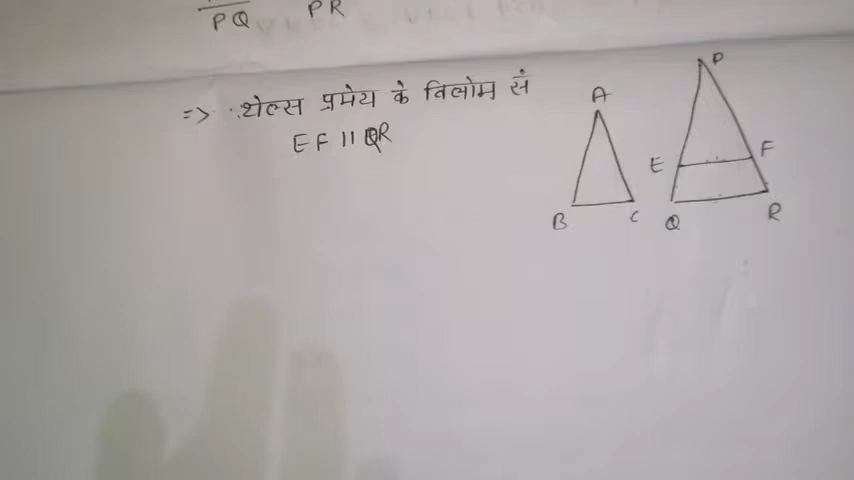 PQ PR
=> थेल्स प्रमेय के विलोम सं
EF || QR
A
B
C
P
E
F
Q
R